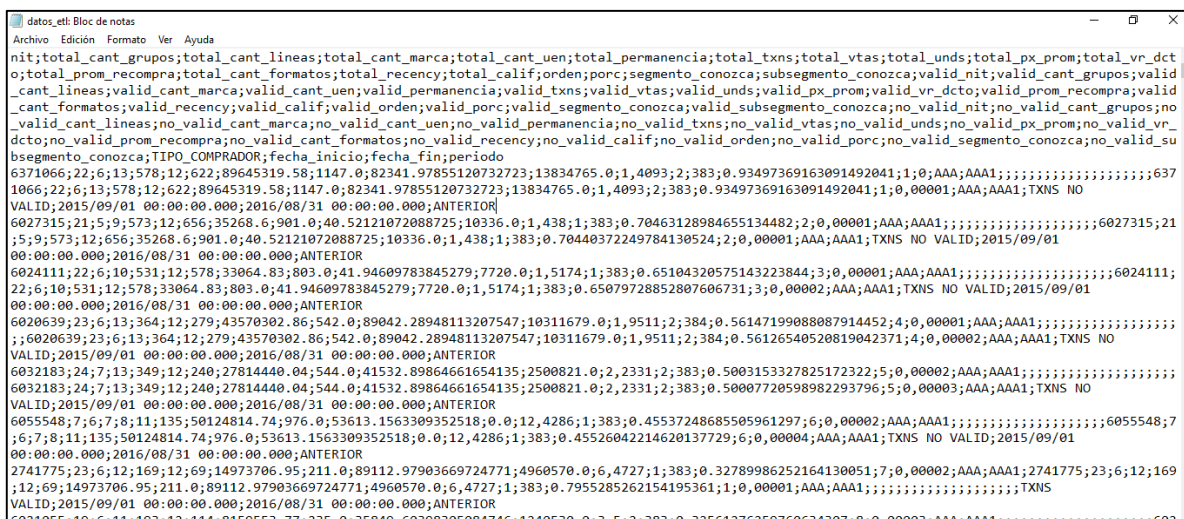 datos_etl: Bloc de notas
Archivo Edición Formato Ver Ayuda
nit;total_cant_grupos;total_cant_lineas;total_cant_marca;total_cant_uen;total_permanencia;total_txns;total_vtas;total_unds;total_px_prom;total_vr_dct
o;total_prom_recompra;total_cant_formatos;total_recency;total_calif;orden;porc;segmento_conozca;subsegmento_conozca;valid_nit;valid_cant_grupos;valid
_cant_lineas;valid_cant_marca;valid_cant_uen;valid_permanencia;valid_txns;valid_vtas;valid_unds;valid_px_prom;valid_vr_dcto;valid_prom_recompra;valid
_cant_formatos;valid_recency;valid_calif;valid_orden;valid_porc;valid_segmento_conozca;valid_subsegmento_conozca;no_valid_nit;no_valid_cant_grupos;no
_valid_cant_lineas;no_valid_cant_marca;no_valid_cant_uen;no_valid_permanencia;no_valid_txns;no_valid_vtas;no_valid_unds;no_valid_px_prom;no_valid_vr_
dcto;no_valid_prom_recompra;no_valid_cant_formatos;no_valid_recency;no_valid_calif;no_valid_orden;no_valid_porc;no_valid_segmento_conozca;no_valid_su
bsegmento_conozca;TIPO_COMPRADOR;fecha_inicio;fecha_fin;periodo
6371066;22;6;13;578;12;622;89645319.58;1147.0;82341.97855120732723;13834765.0;1,4093;2;383;0.93497369163091492041;1;0;AAA;AAA1;;;;;;;;;;;;;;;;;;;;637
1066;22;6;13;578;12;622;89645319.58;1147.0;82341.97855120732723;13834765.0;1,4093;2;383;0.93497369163091492041;1;0,00001;AAA;AAA1;TXNS NO
VALID;2015/09/01 00:00:00.000;2016/08/31 00:00:00.000;ANTERIOR
6027315;21;5;9;573;12;656;35268.6;901.0;40.52121072088725;10336.0;1,438;1;383;0.70463128984655134482;2;0,00001;AAA;AAA1;;;;;;;;;;;;;;;;;;;;6027315;21
;5;9;573;12;656;35268.6;901.0;40.52121072088725;10336.0;1,438;1;383;0.70440372249784130524;2;0,00001;AAA;AAA1;TXNS NO VALID;2015/09/01
00:00:00.000;2016/08/31 00:00:00.000;ANTERIOR
6024111;22;6;10;531;12;578;33064.83;803.0;41.94609783845279;7720.0;1,5174;1;383;0.65104320575143223844;3;0,00001;AAA;AAA1;;;;;;;;;;;;;;;;;;;;6024111;
22;6;10;531;12;578;33064.83;803.0;41.94609783845279;7720.0;1,5174;1;383;0.65079728852807606731;3;0,00002;AAA;AAA1;TXNS NO VALID;2015/09/01
00:00:00.000;2016/08/31 00:00:00.000;ANTERIOR
6020639;23;6;13;364;12;279;43570302.86;542.0;89042.28948113207547;10311679.0;1,9511;2;384;0.56147199088087914452;4;0,00001;AAA;AAA1;;;;;;;;;;;;;;;;;;
;;6020639;23;6;13;364;12;279;43570302.86;542.0;89042.28948113207547;10311679.0;1,9511;2;384;0.56126540520819042371;4;0,00002;AAA;AAA1;TXNS NO
VALID;2015/09/01 00:00:00.000;2016/08/31 00:00:00.000;ANTERIOR
6032183;24;7;13;349;12;240;27814440.04;544.0;41532.89864661654135;2500821.0;2,2331;2;383;0.5003153327825172322;5;0,00002;AAA;AAA1;;;;;;;;;;;;;;;;;;;;
6032183;24;7;13;349;12;240;27814440.04;544.0;41532.89864661654135;2500821.0;2,2331;2;383;0.50007720598982293796;5;0,00003;AAA;AAA1;TXNS NO
VALID;2015/09/01 00:00:00.000;2016/08/31 00:00:00.000;ANTERIOR
6055548;7;6;7;8;11;135;50124814.74;976.0;53613.1563309352518;0.0;12,4286;1;383;0.45537248685505961297;6;0,00002;AAA;AAA1;;;;;;;;;;;;;;;;;;;;6055548;7
;6;7;8;11;135;50124814.74;976.0;53613.1563309352518;0.0;12,4286;1;383;0.45526042214620137729;6;0,00004;AAA;AAA1;TXNS NO VALID;2015/09/01
00:00:00.000;2016/08/31 00:00:00.000;ANTERIOR
2741775;23;6;12;169;12;69;14973706.95;211.0;89112.97903669724771;4960570.0;6,4727;1;383;0.32789986252164130051;7;0,00002;AAA;AAA1;2741775;23;6;12;169
;12;69;14973706.95;211.0;89112.97903669724771;4960570.0;6,4727;1;383;0.7955285262154195361;1;0,00001;AAA;AAA1;;;;;;;;;;;;;;;;;;;;TXNS
VALID;2015/09/01 00:00:00.000;2016/08/31 00:00:00.000;ANTERIOR